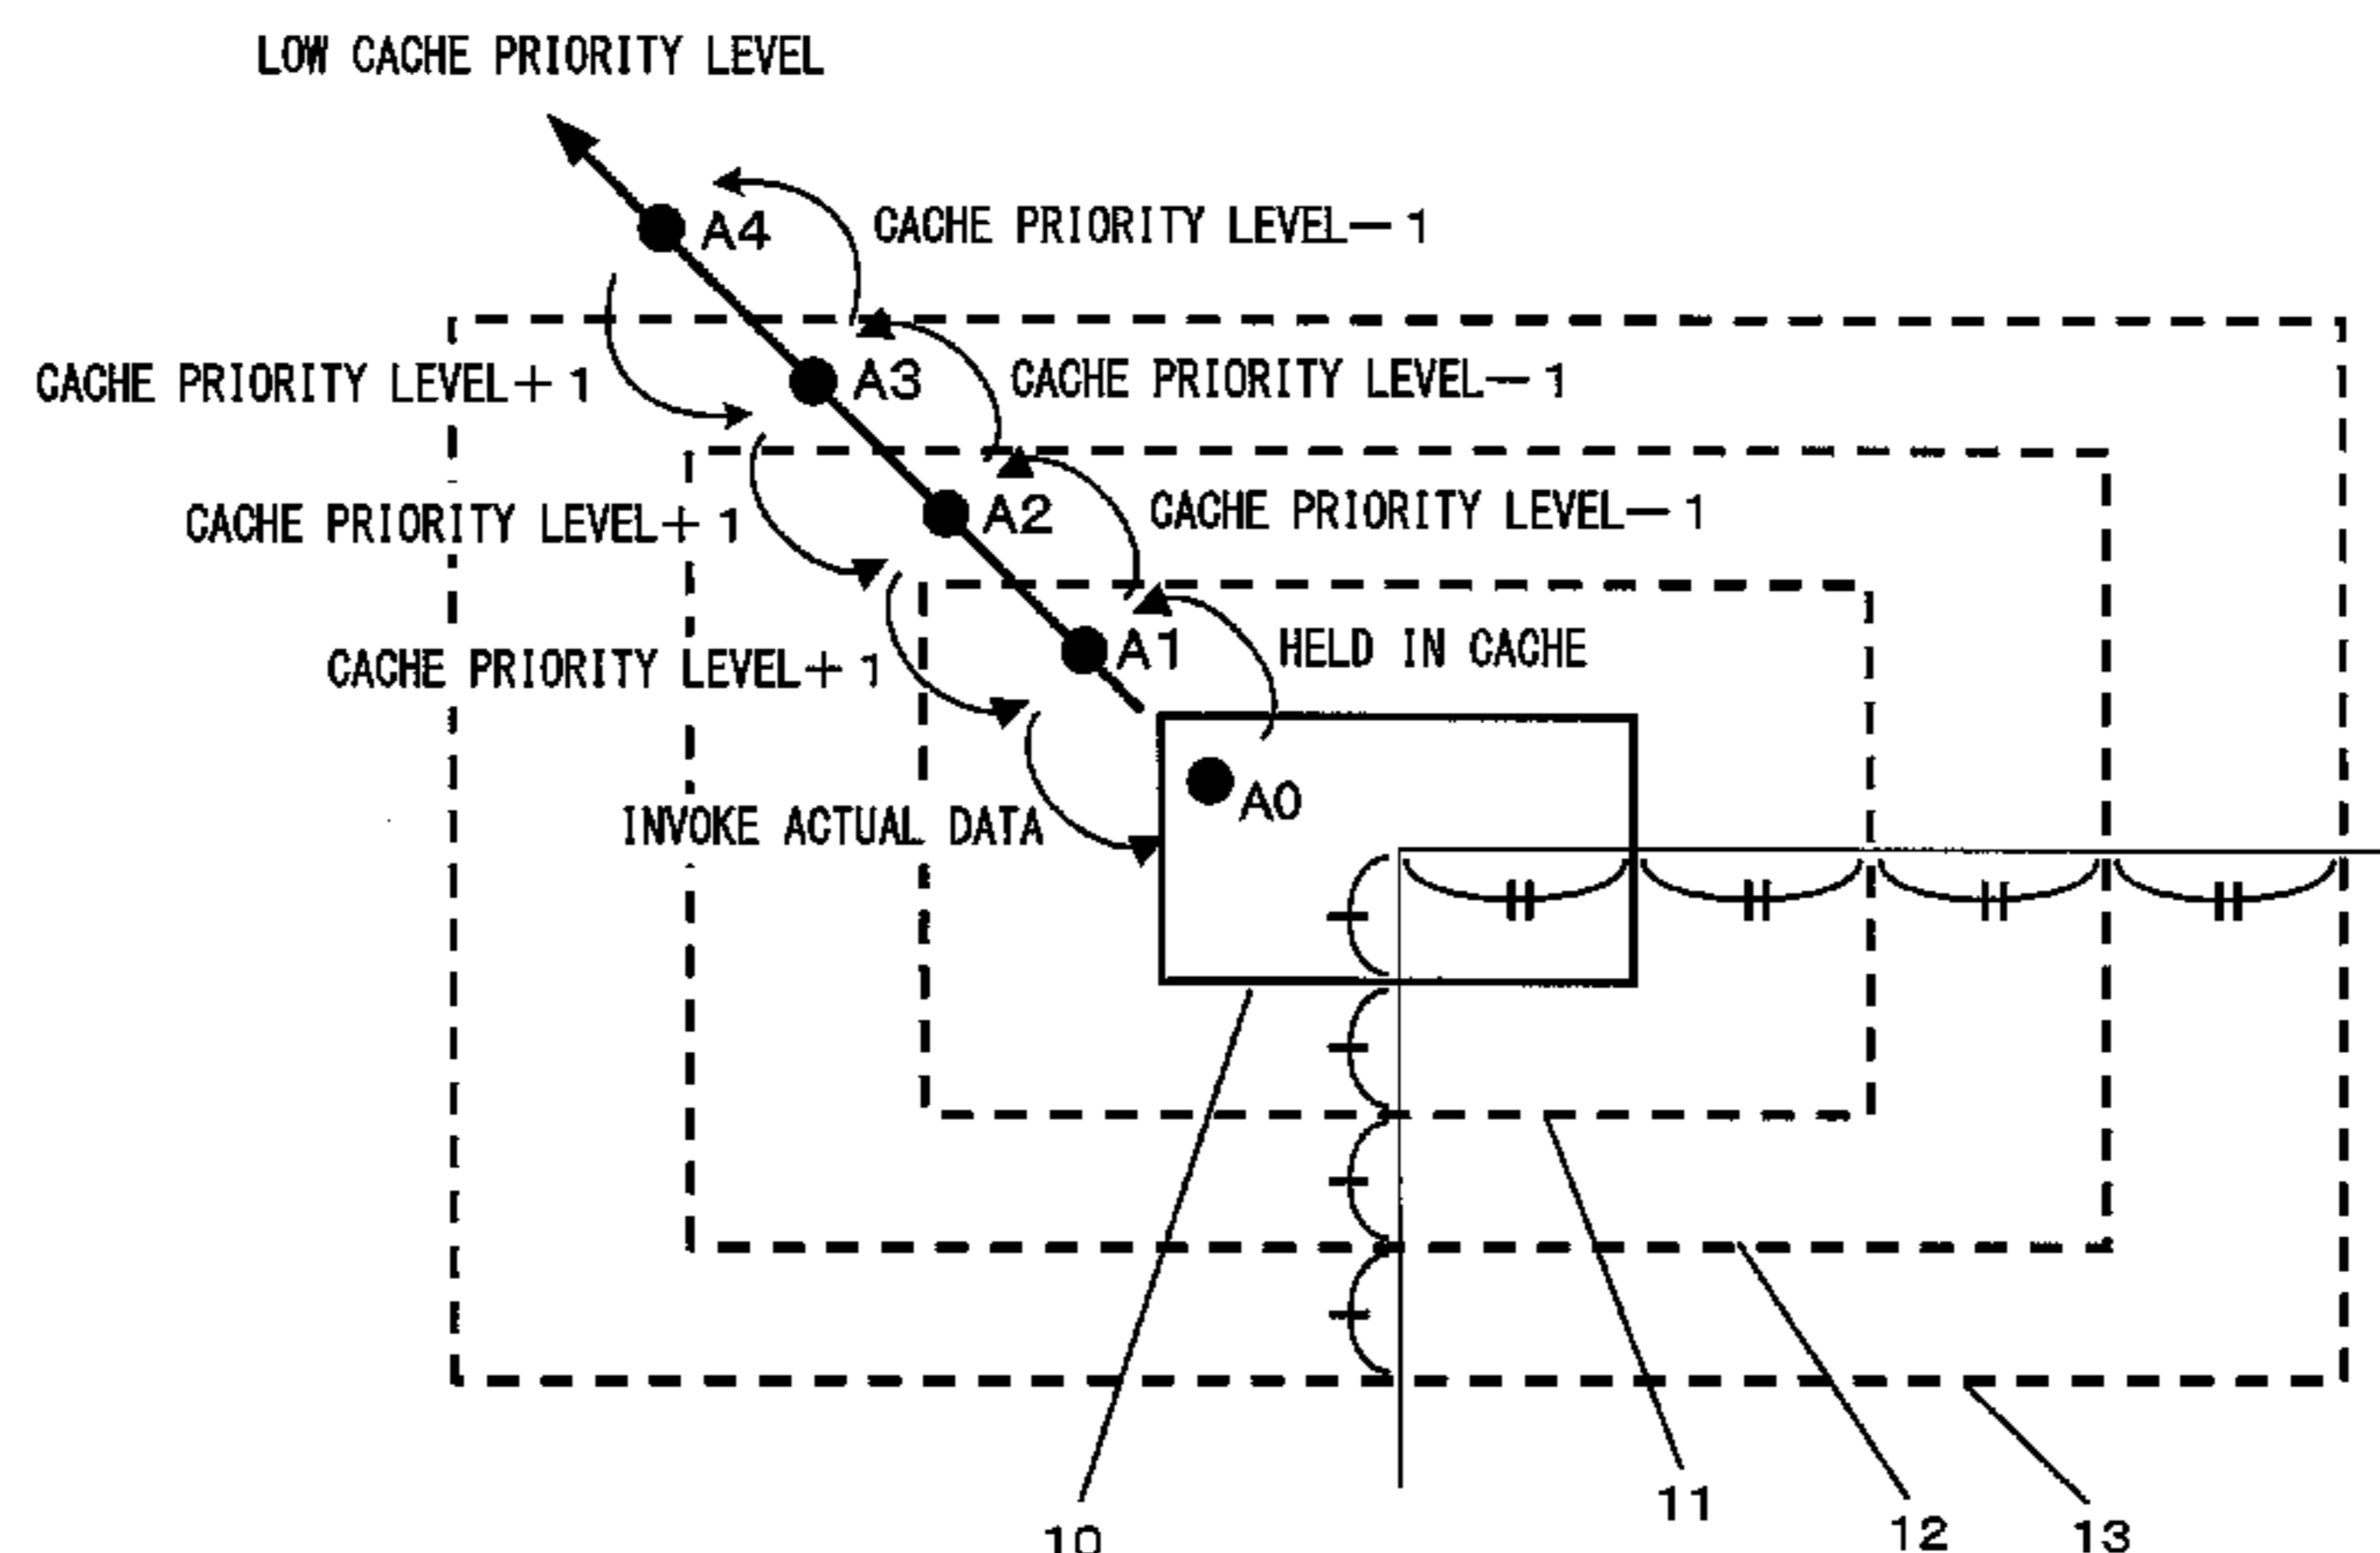 LOW CACHE PRIORITY LEVEL
A4
CACHE PRIORITY LEVEL−1
CACHE PRIORITY LEVEL+1
A3
CACHE PRIORITY LEVEL−1
CACHE PRIORITY LEVEL+1
A2
CACHE PRIORITY LEVEL−1
CACHE PRIORITY LEVEL+1
A1
HELD IN CACHE
INVOKE ACTUAL DATA
A0
10
11
12
13